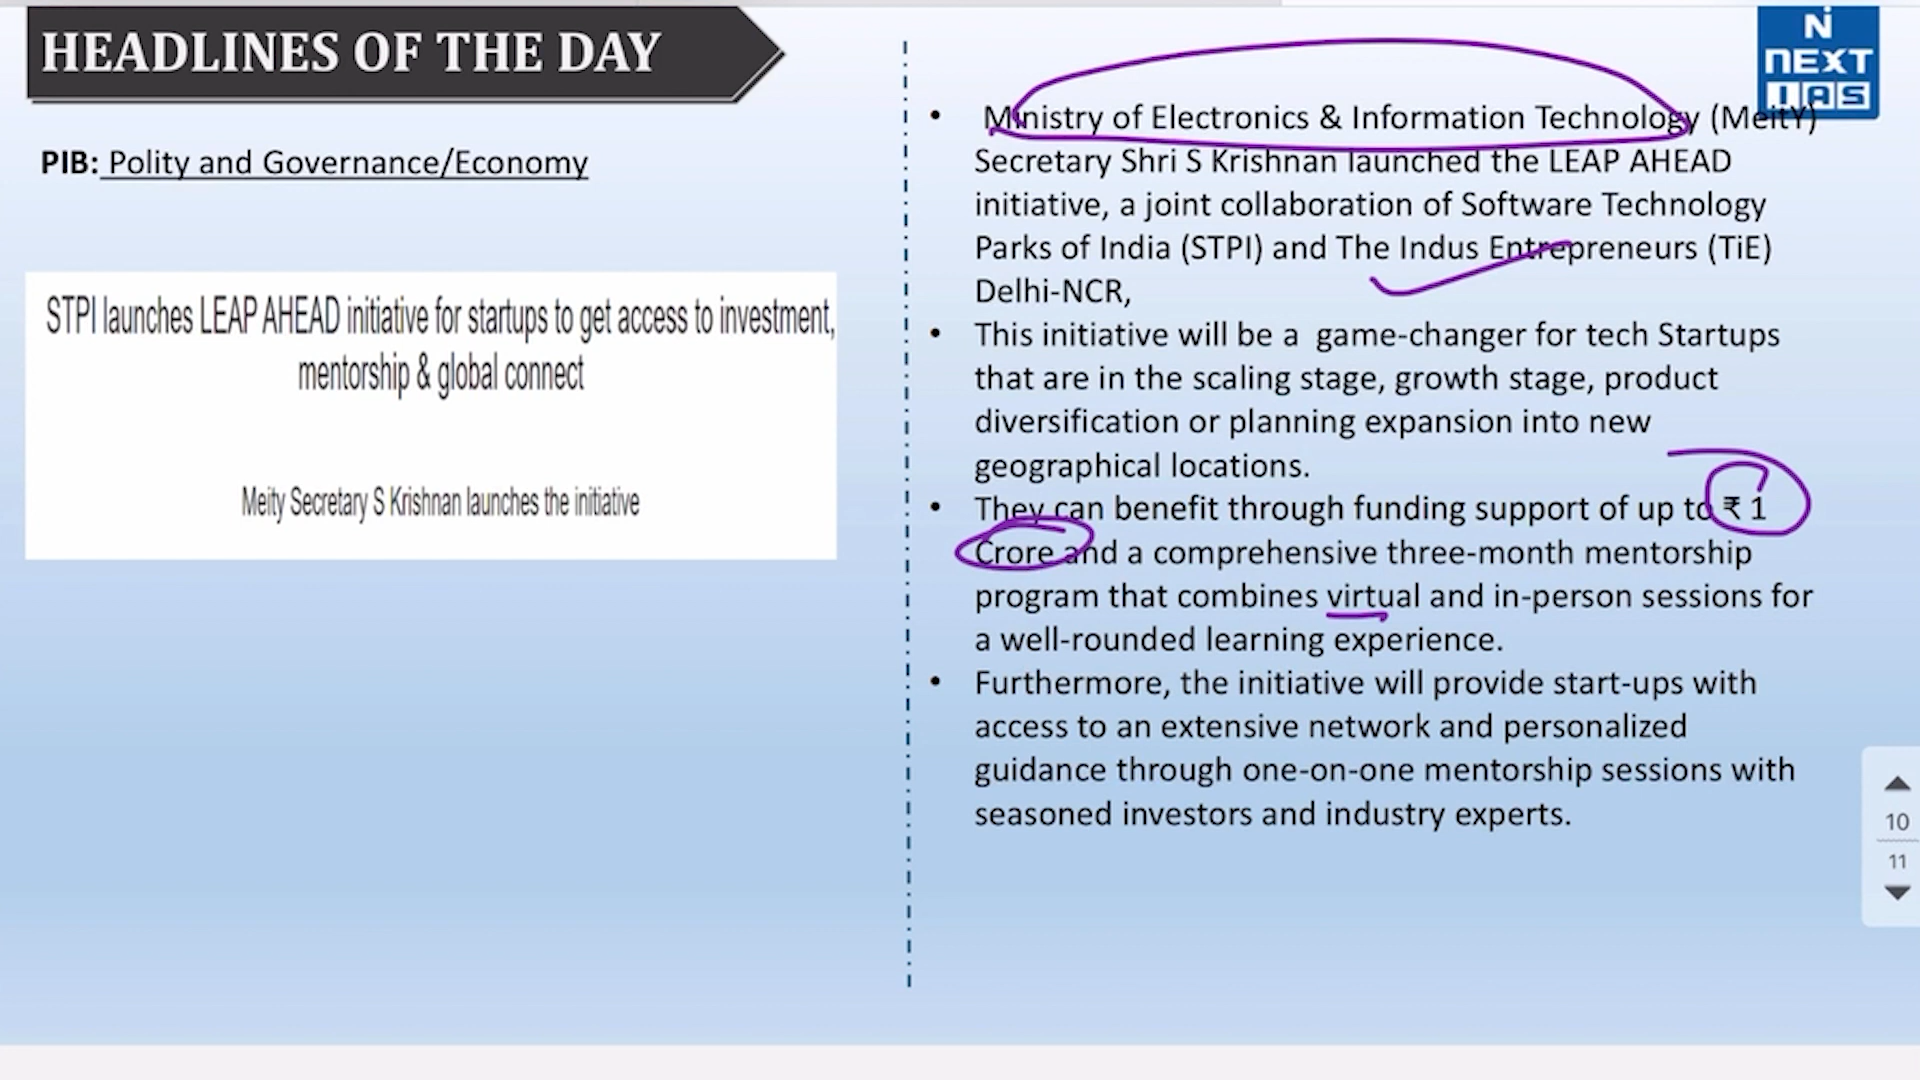 HEADLINES OF THE DAY
PIB: Polity and Governance/Economy
STPI launches LEAP AHEAD initiative for startups to get access to investment,
mentorship & global connect
Meity Secretary S Krishnan launches the initiative
N
NEXT
IAS
• Ministry of Electronics & Information Technology (MeitY)
Secretary Shri S Krishnan launched the LEAP AHEAD
initiative, a joint collaboration of Software Technology
Parks of India (STPI) and The Indus Entrepreneurs (TiE)
Delhi-NCR,
• This initiative will be a game-changer for tech Startups
that are in the scaling stage, growth stage, product
diversification or planning expansion into new
geographical locations.
• They can benefit through funding support of up to ₹ 1
Crore and a comprehensive three-month mentorship
program that combines virtual and in-person sessions for
a well-rounded learning experience.
• Furthermore, the initiative will provide start-ups with
access to an extensive network and personalized
guidance through one-on-one mentorship sessions with
seasoned investors and industry experts.
10
11